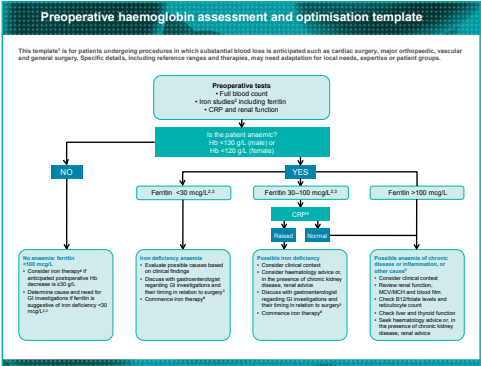 Preoperative haemoglobin assessment and optimisation template
This template¹ is for patients undergoing procedures in which substantial blood loss is anticipated such as cardiac surgery, major orthopaedic, vascular
and general surgery. Specific details, including reference ranges and therapies, may need adaptation for local needs, expertise or patient groups.
Preoperative tests
• Full blood count
• Iron studies² including ferritin
• CRP and renal function
Is the patient anaemic?
Hb <130 g/L (male) or
Hb <120 g/L (female)
NO
YES
Ferritin <30 mcg/L²,³
Ferritin 30–100 mcg/L²,³
Ferritin >100 mcg/L
CRP⁴
Raised
Normal
No anaemia: ferritin
<100 mcg/L
• Consider iron therapy# if
anticipated postoperative Hb
decrease is ≥30 g/L
• Determine cause and need for
GI investigations if ferritin is
suggestive of iron deficiency <30
mcg/L²,³
Iron deficiency anaemia
• Evaluate possible causes based
on clinical findings
• Discuss with gastroenterologist
regarding GI investigations and
their timing in relation to surgery³
• Commence iron therapy#
Possible iron deficiency
• Consider clinical context
• Consider haematology advice or,
in the presence of chronic kidney
disease, renal advice
• Discuss with gastroenterologist
regarding GI investigations and
their timing in relation to surgery³
• Commence iron therapy#
Possible anaemia of chronic
disease or inflammation, or
other cause⁵
• Consider clinical context
• Review renal function,
MCV/MCH and blood film
• Check B12/folate levels and
reticulocyte count
• Check liver and thyroid function
• Seek haematology advice or, in
the presence of chronic kidney
disease, renal advice